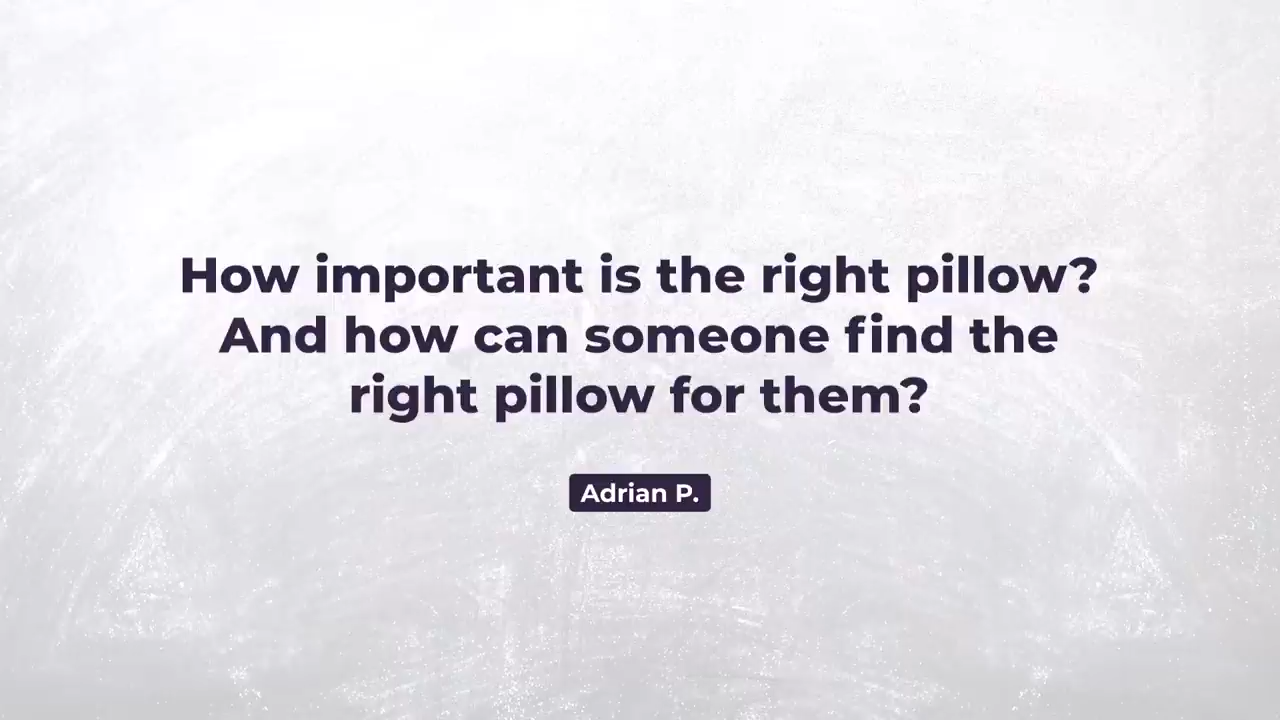 How important is the right pillow?
And how can someone find the
right pillow for them?
Adrian P.